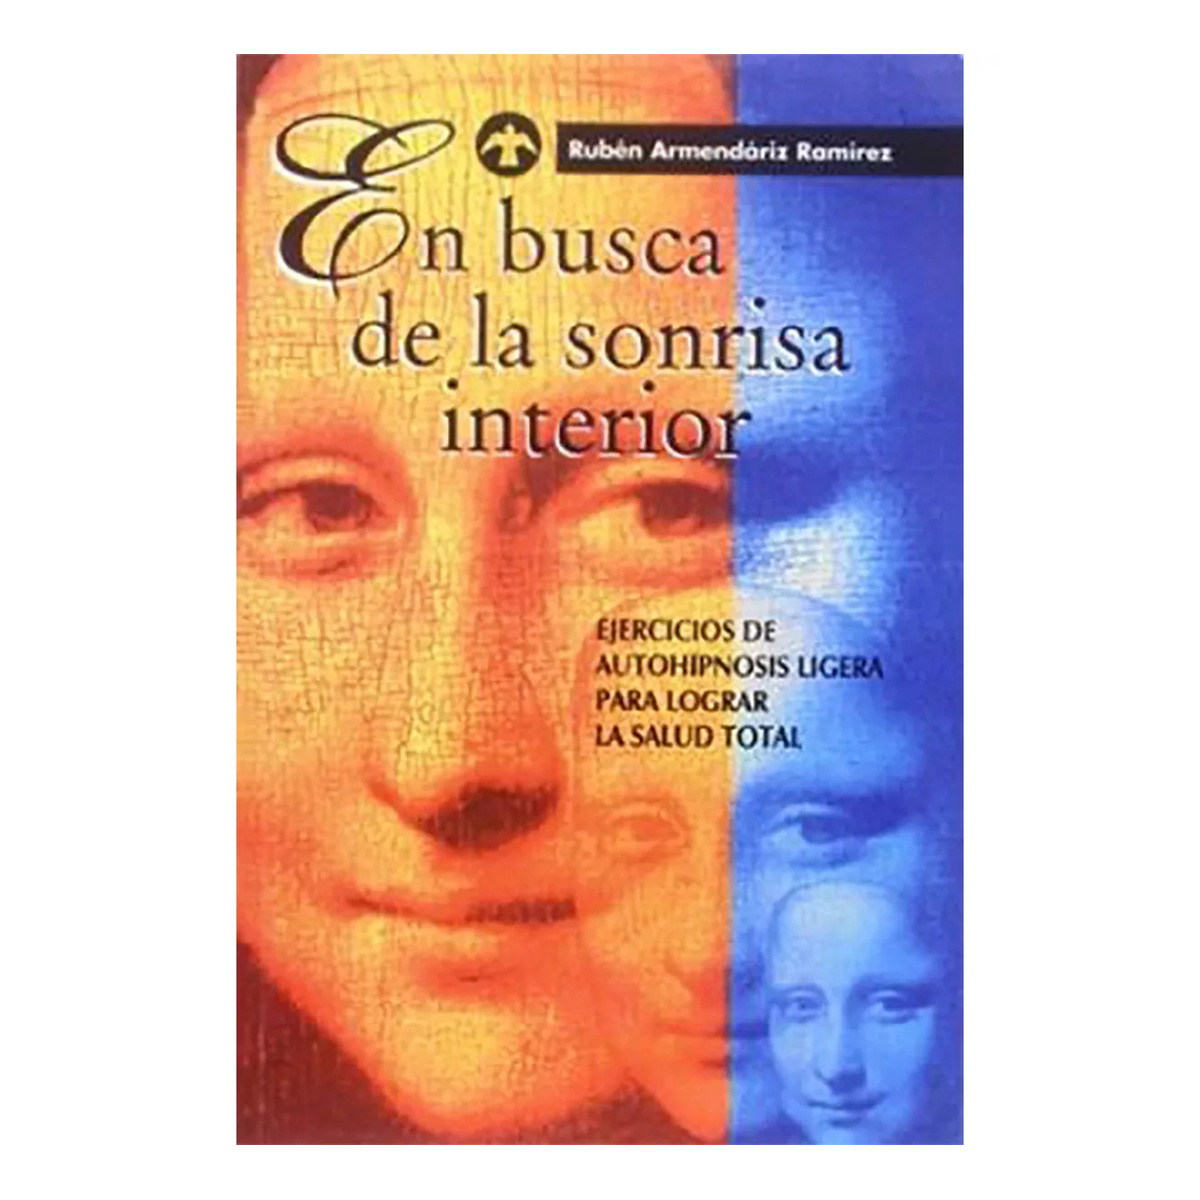 Rubén Armendáriz Ramírez
En busca
de la sonrisa
interior
EJERCICIOS DE
AUTOHIPNOSIS LIGERA
PARA LOGRAR
LA SALUD TOTAL